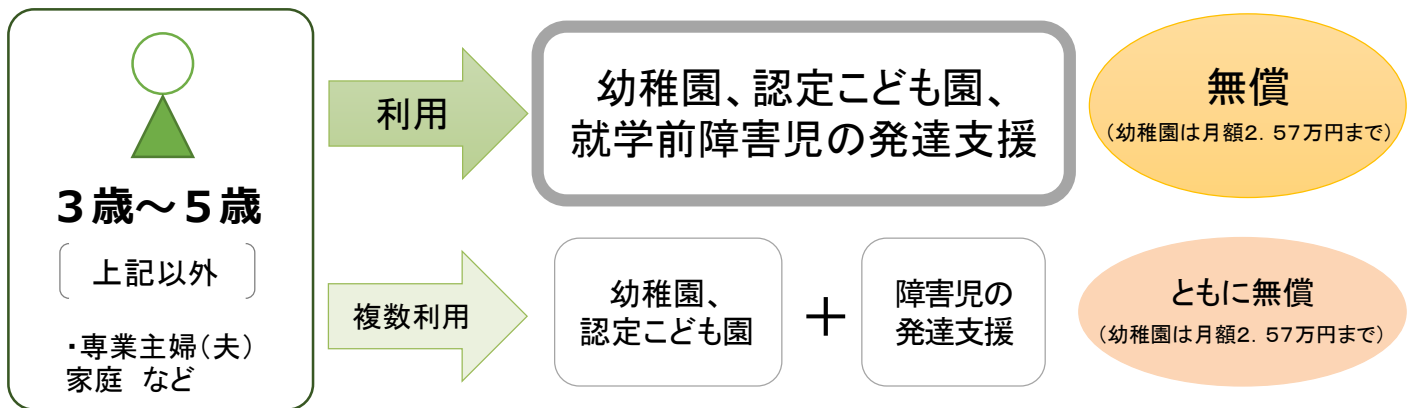 3歳～5歳
上記以外
・専業主婦(夫)
家庭 など
利用
幼稚園、認定こども園、
就学前障害児の発達支援
無償
(幼稚園は月額2．57万円まで)
複数利用
幼稚園、
認定こども園
＋
障害児の
発達支援
ともに無償
(幼稚園は月額2．57万円まで)